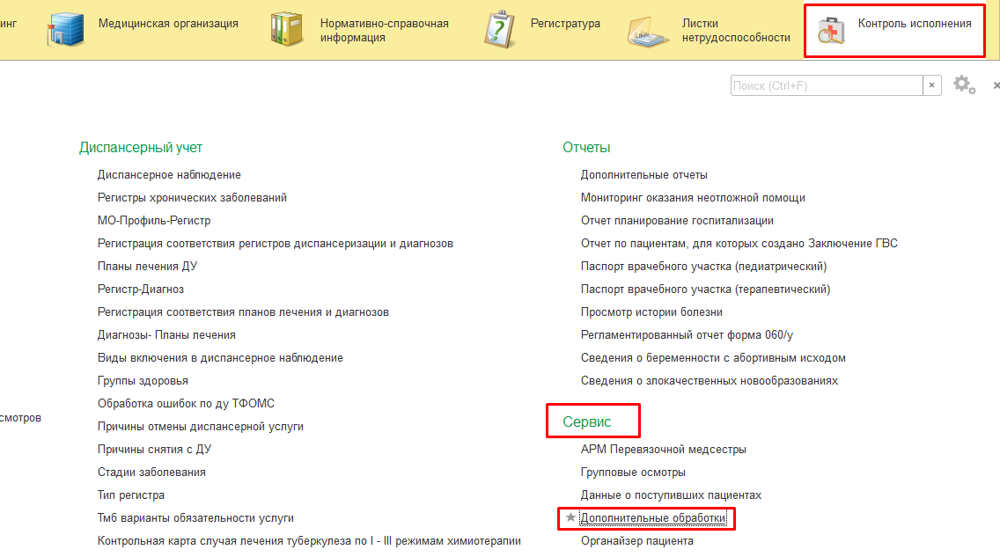 инг
Медицинская организация
Нормативно-справочная
информация
Регистратура
Листки
нетрудоспособности
Контроль исполнения
Поиск (Ctrl+F)
×
×
Диспансерный учет
Диспансерное наблюдение
Регистры хронических заболеваний
МО-Профиль-Регистр
Регистрация соответствия регистров диспансеризации и диагнозов
Планы лечения ДУ
Регистр-Диагноз
Регистрация соответствия планов лечения и диагнозов
Диагнозы- Планы лечения
Виды включения в диспансерное наблюдение
Группы здоровья
Обработка ошибок по ду ТФОМС
смотров
Причины отмены диспансерной услуги
Причины снятия с ДУ
Стадии заболевания
Тип регистра
Тмб варианты обязательности услуги
Контрольная карта случая лечения туберкулеза по I - III режимам химиотерапии
Отчеты
Дополнительные отчеты
Мониторинг оказания неотложной помощи
Отчет планирование госпитализации
Отчет по пациентам, для которых создано Заключение ГВС
Паспорт врачебного участка (педиатрический)
Паспорт врачебного участка (терапевтический)
Просмотр истории болезни
Регламентированный отчет форма 060/у
Сведения о беременности с абортивным исходом
Сведения о злокачественных новообразованиях
Сервис
АРМ Перевязочной медсестры
Групповые осмотры
Данные о поступивших пациентах
Дополнительные обработки
Органайзер пациента